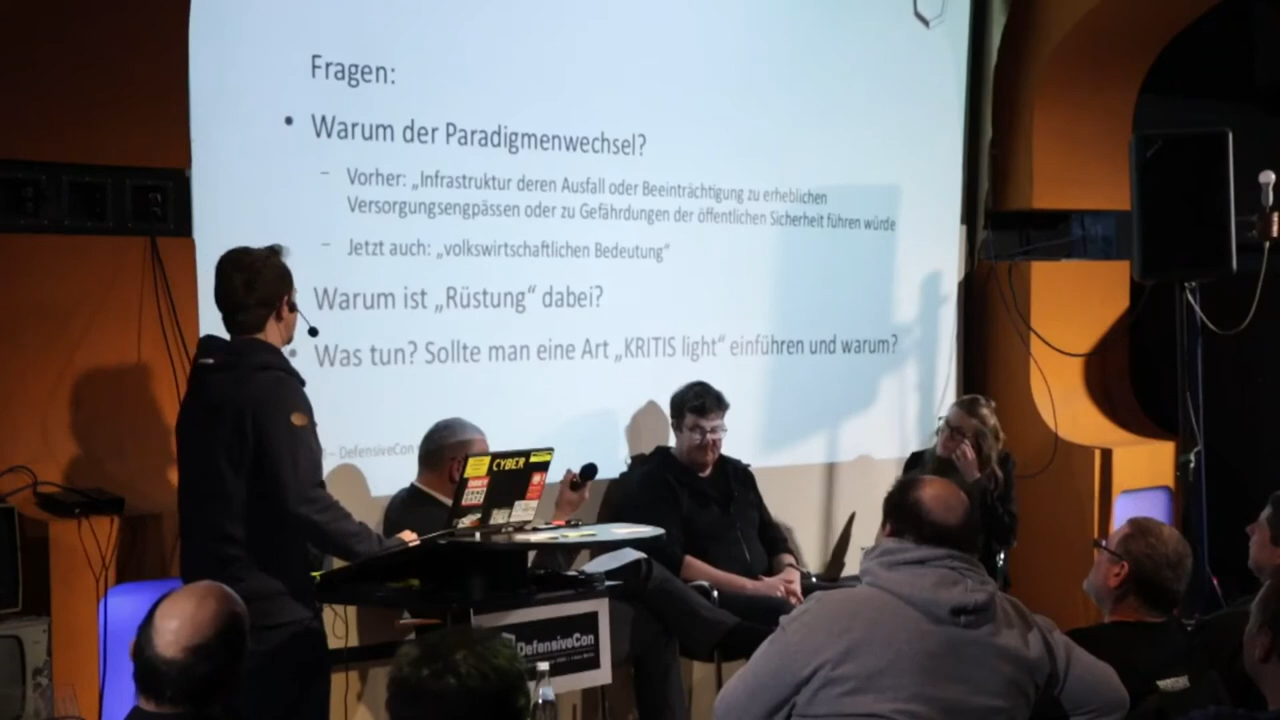 Fragen:
• Warum der Paradigmenwechsel?
– Vorher: „Infrastruktur deren Ausfall oder Beeinträchtigung zu erheblichen
Versorgungsengpässen oder zu Gefährdungen der öffentlichen Sicherheit führen würde
– Jetzt auch: „volkswirtschaftlichen Bedeutung“
Warum ist „Rüstung“ dabei?
• Was tun? Sollte man eine Art „KRITIS light“ einführen und warum?
– DefensiveCon
CYBER
DefensiveCon